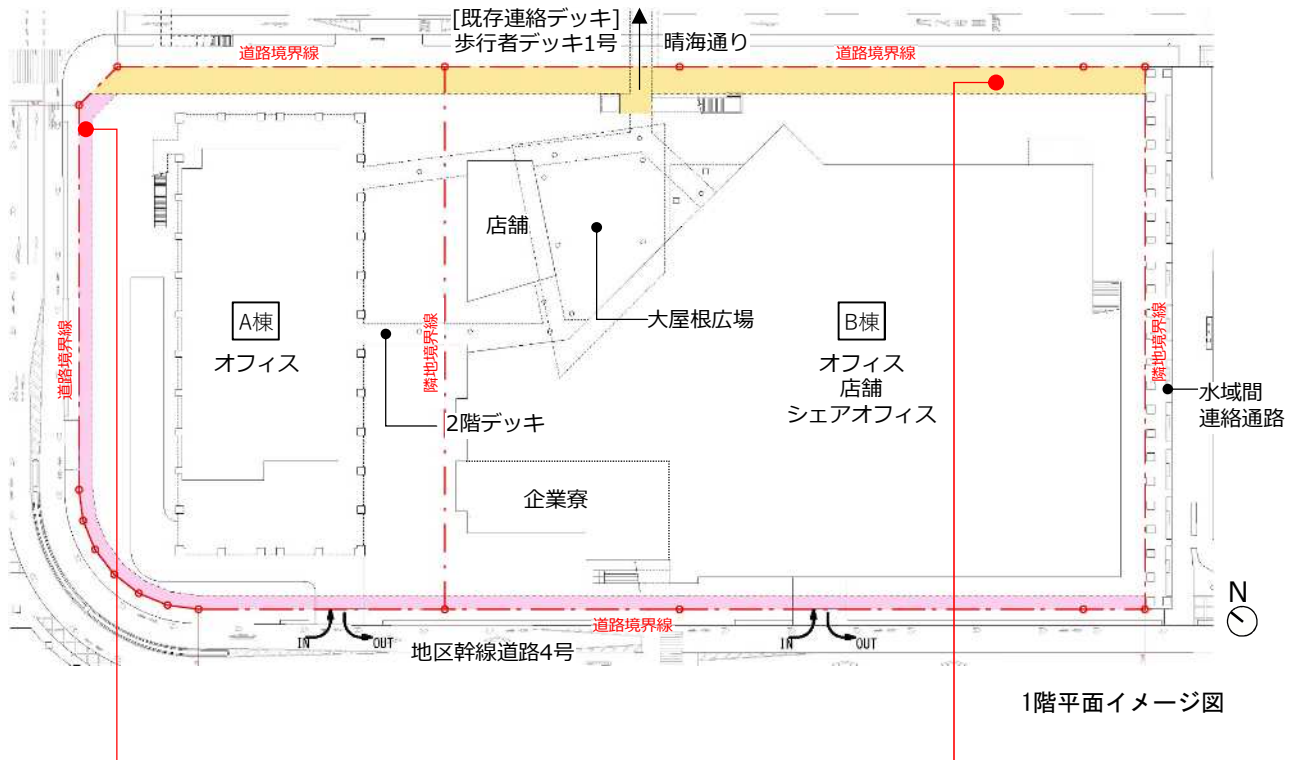 [既存連絡デッキ]
歩行者デッキ1号
晴海通り
道路境界線
道路境界線
店舗
大屋根広場
A棟
オフィス
隣地境界線
道路境界線
B棟
オフィス
店舗
シェアオフィス
隣地境界線
水域間
連絡通路
2階デッキ
企業寮
N
道路境界線
IN
OUT
地区幹線道路4号
IN
OUT
1階平面イメージ図